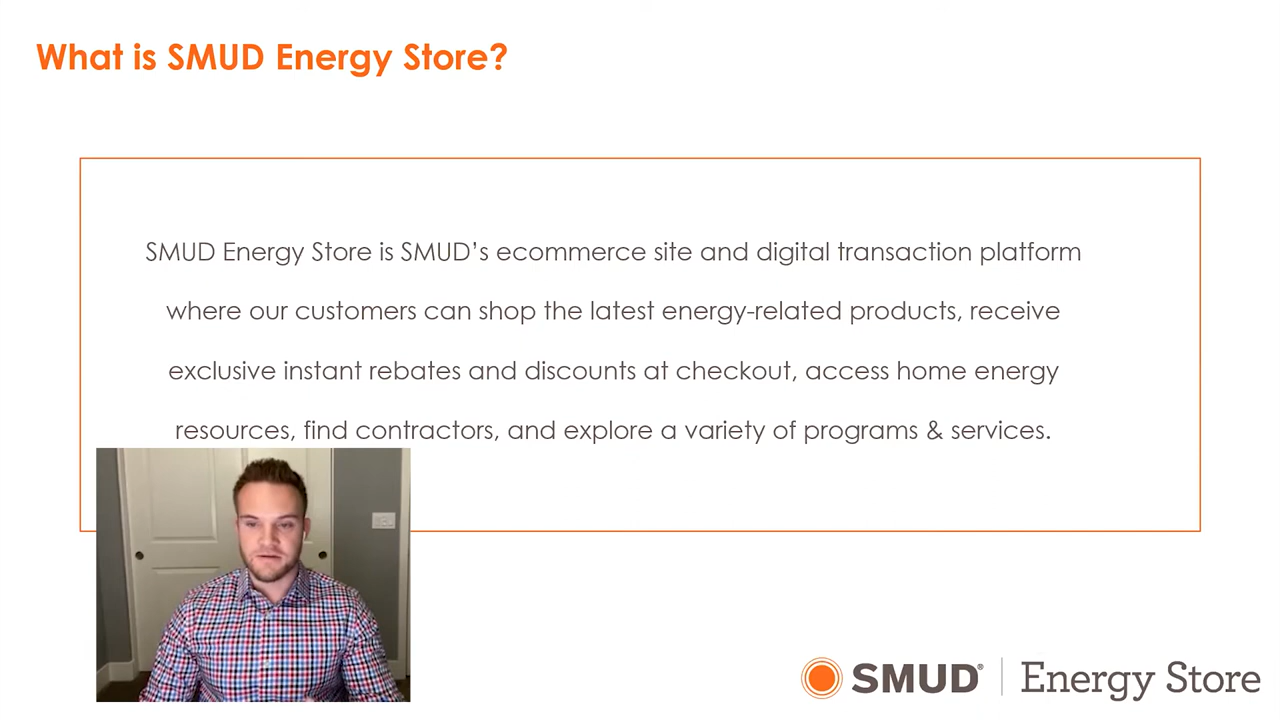 What is SMUD Energy Store?
SMUD Energy Store is SMUD’s ecommerce site and digital transaction platform
where our customers can shop the latest energy-related products, receive
exclusive instant rebates and discounts at checkout, access home energy
resources, find contractors, and explore a variety of programs & services.
SMUD® Energy Store